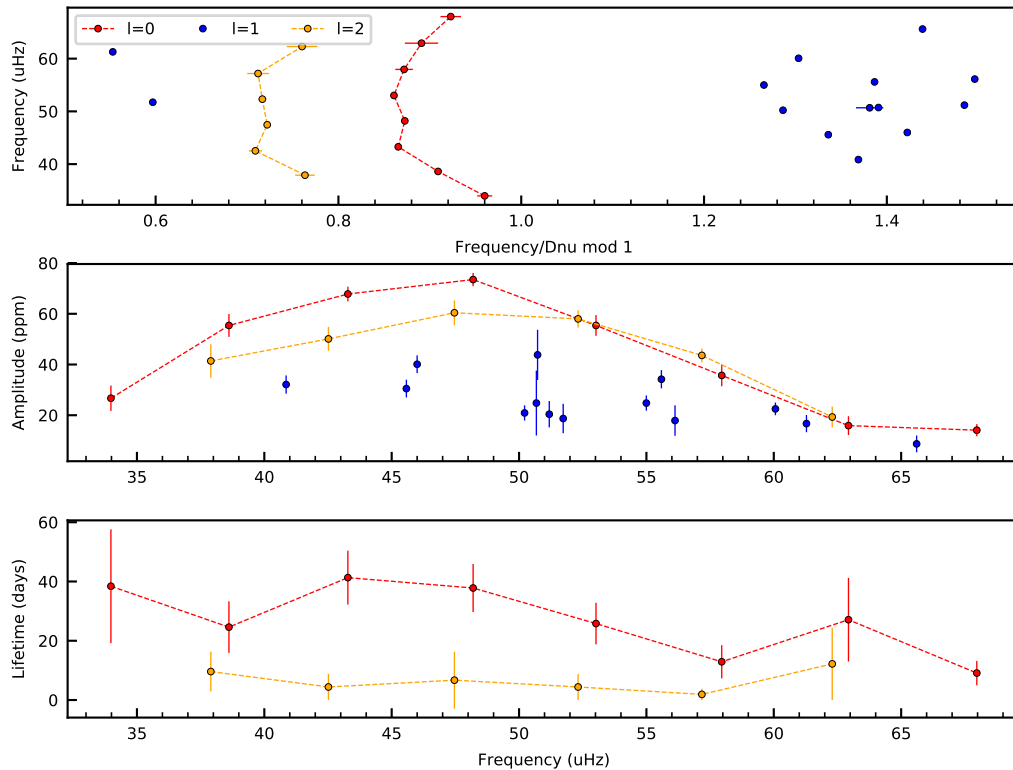 l=0 l=1 l=2
Frequency (uHz)
60
50
40
0.6 0.8 1.0 1.2 1.4
Frequency/Dnu mod 1
Amplitude (ppm)
80
60
40
20
35 40 45 50 55 60 65
Lifetime (days)
60
40
20
0
35 40 45 50 55 60 65
Frequency (uHz)